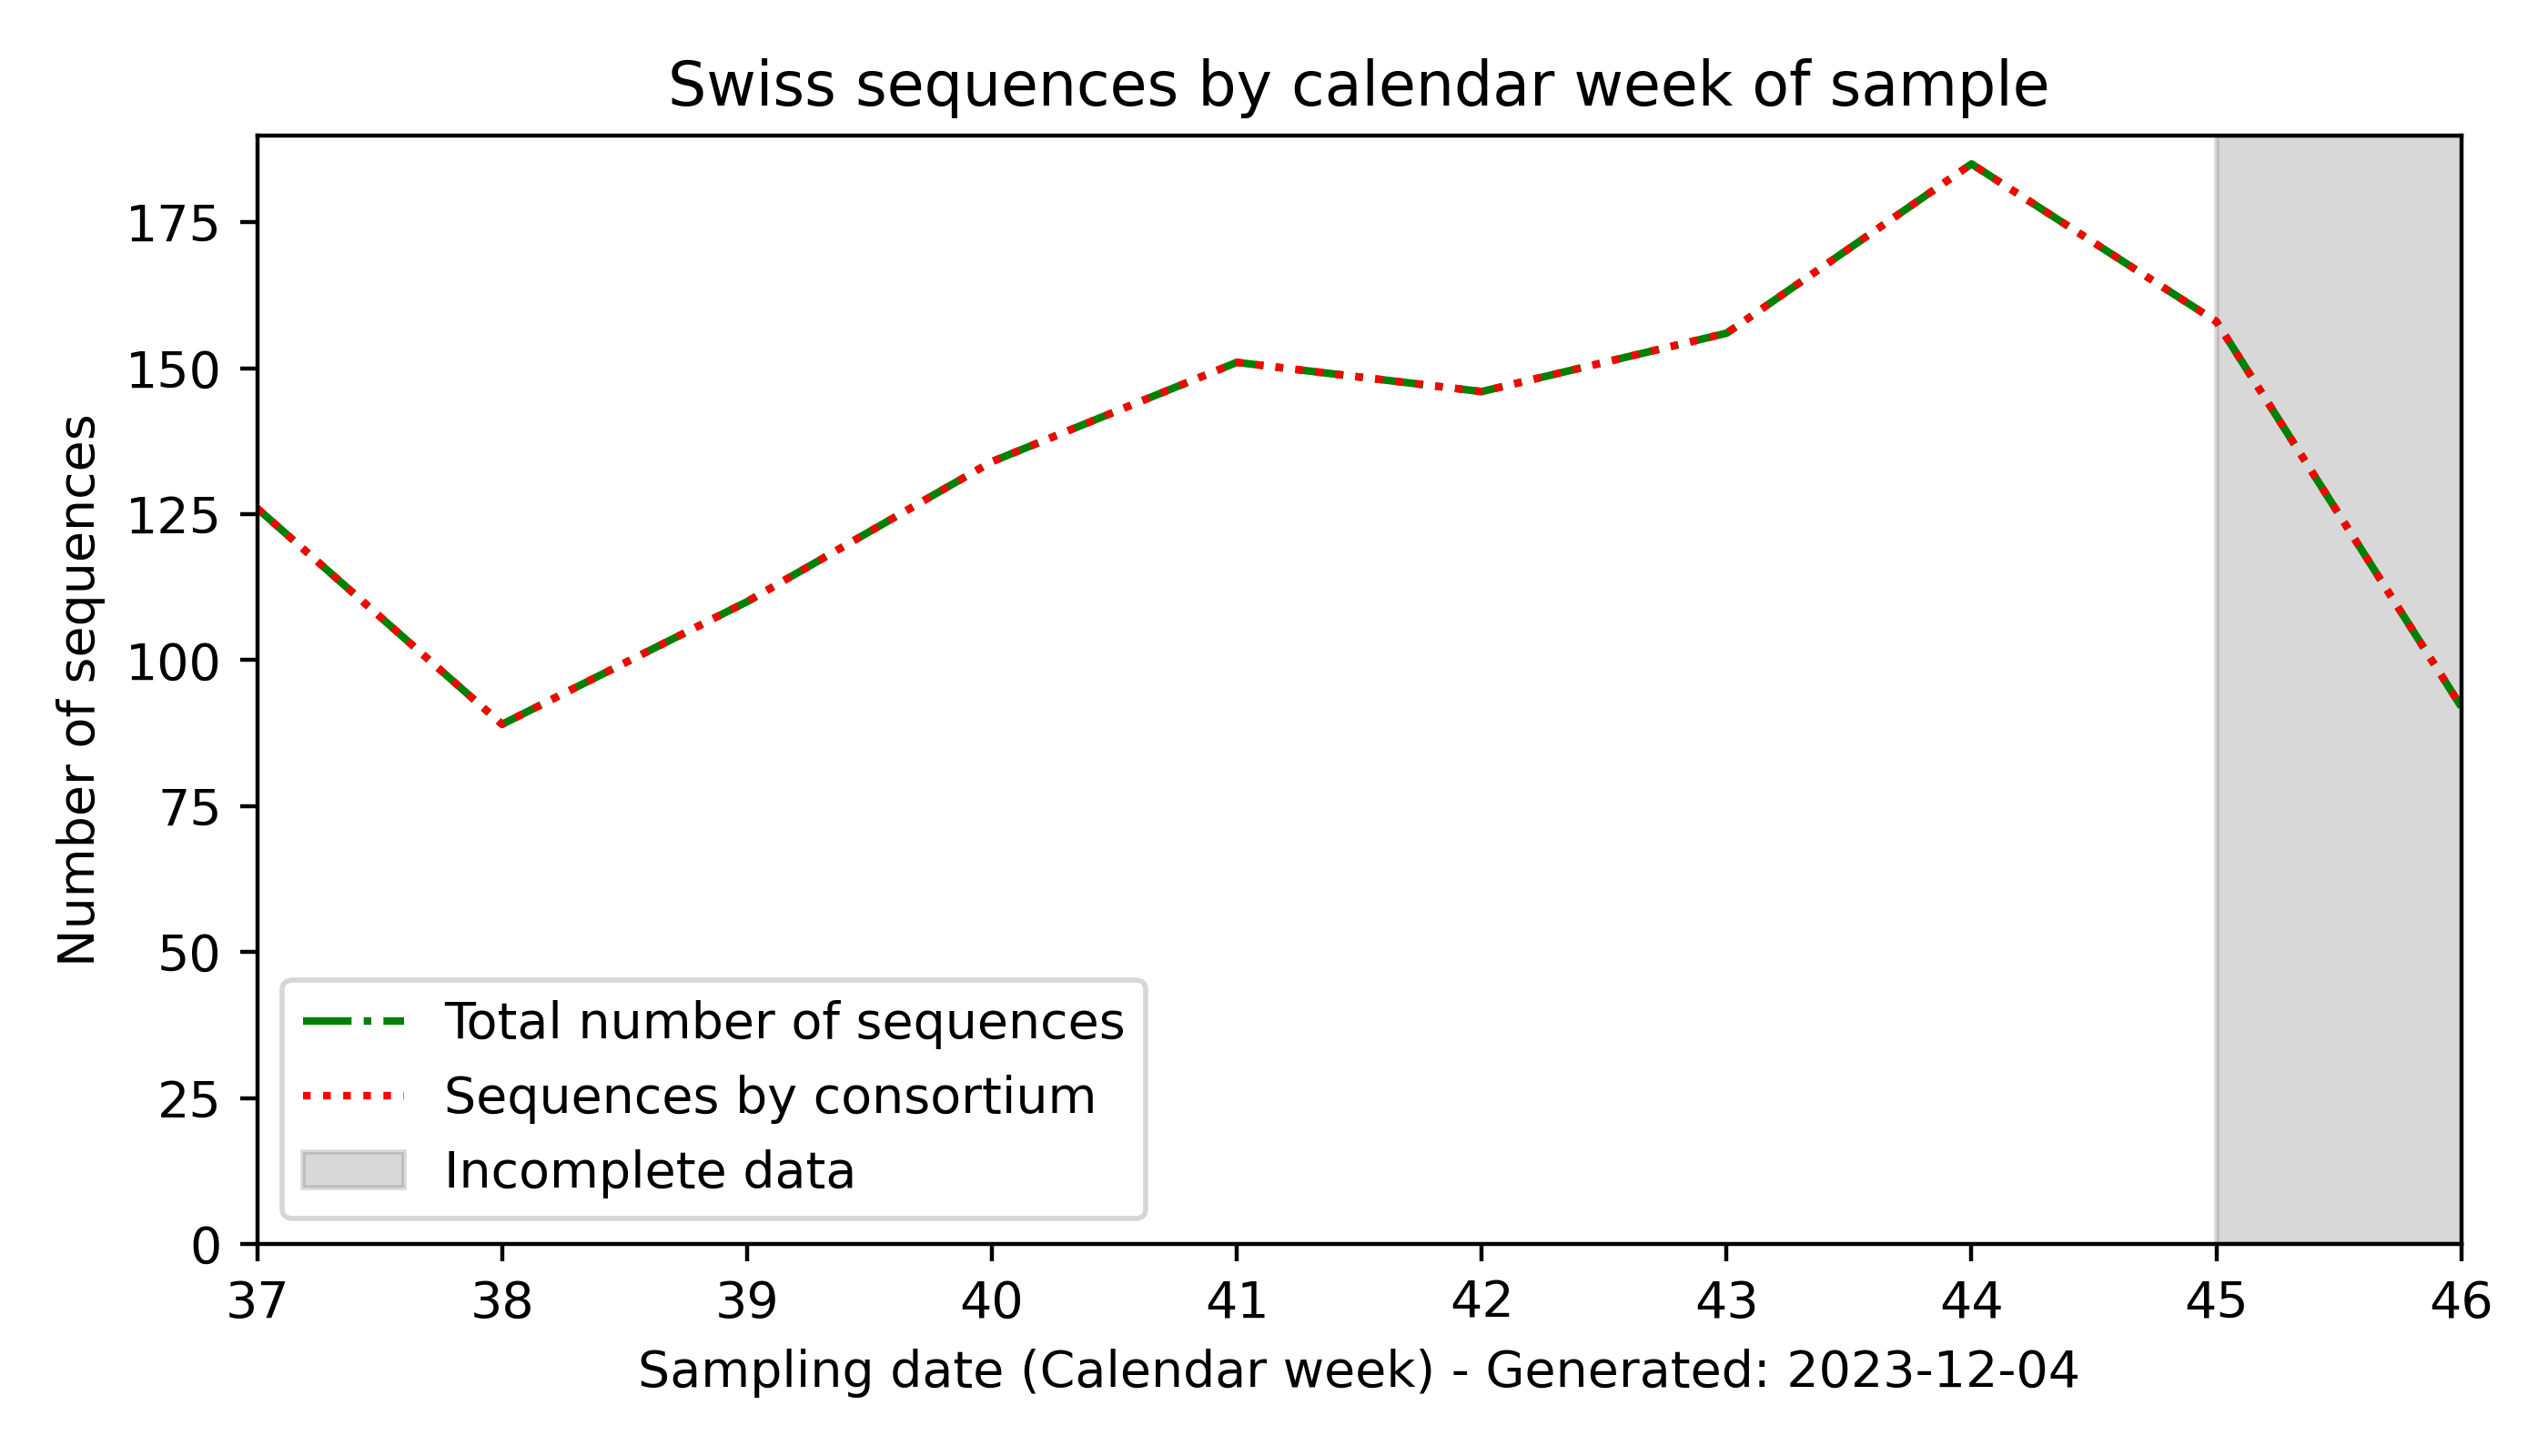 Swiss sequences by calendar week of sample
Number of sequences
175
150
125
100
75
50
25
0
Total number of sequences
Sequences by consortium
Incomplete data
37 38 39 40 41 42 43 44 45 46
Sampling date (Calendar week) - Generated: 2023-12-04